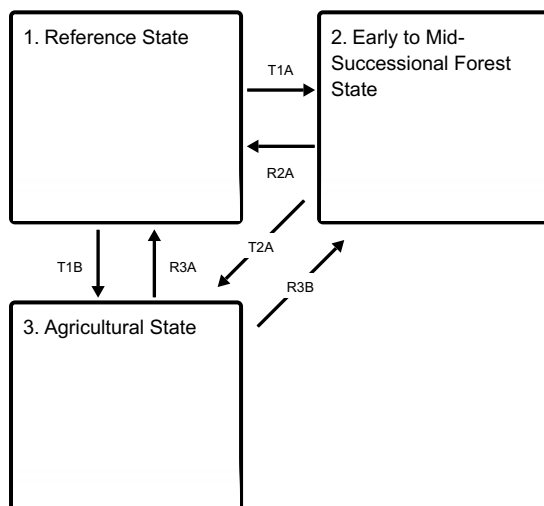 1. Reference State
2. Early to Mid-
Successional Forest
State
T1A
R2A
T1B
R3A
T2A
R3B
3. Agricultural State